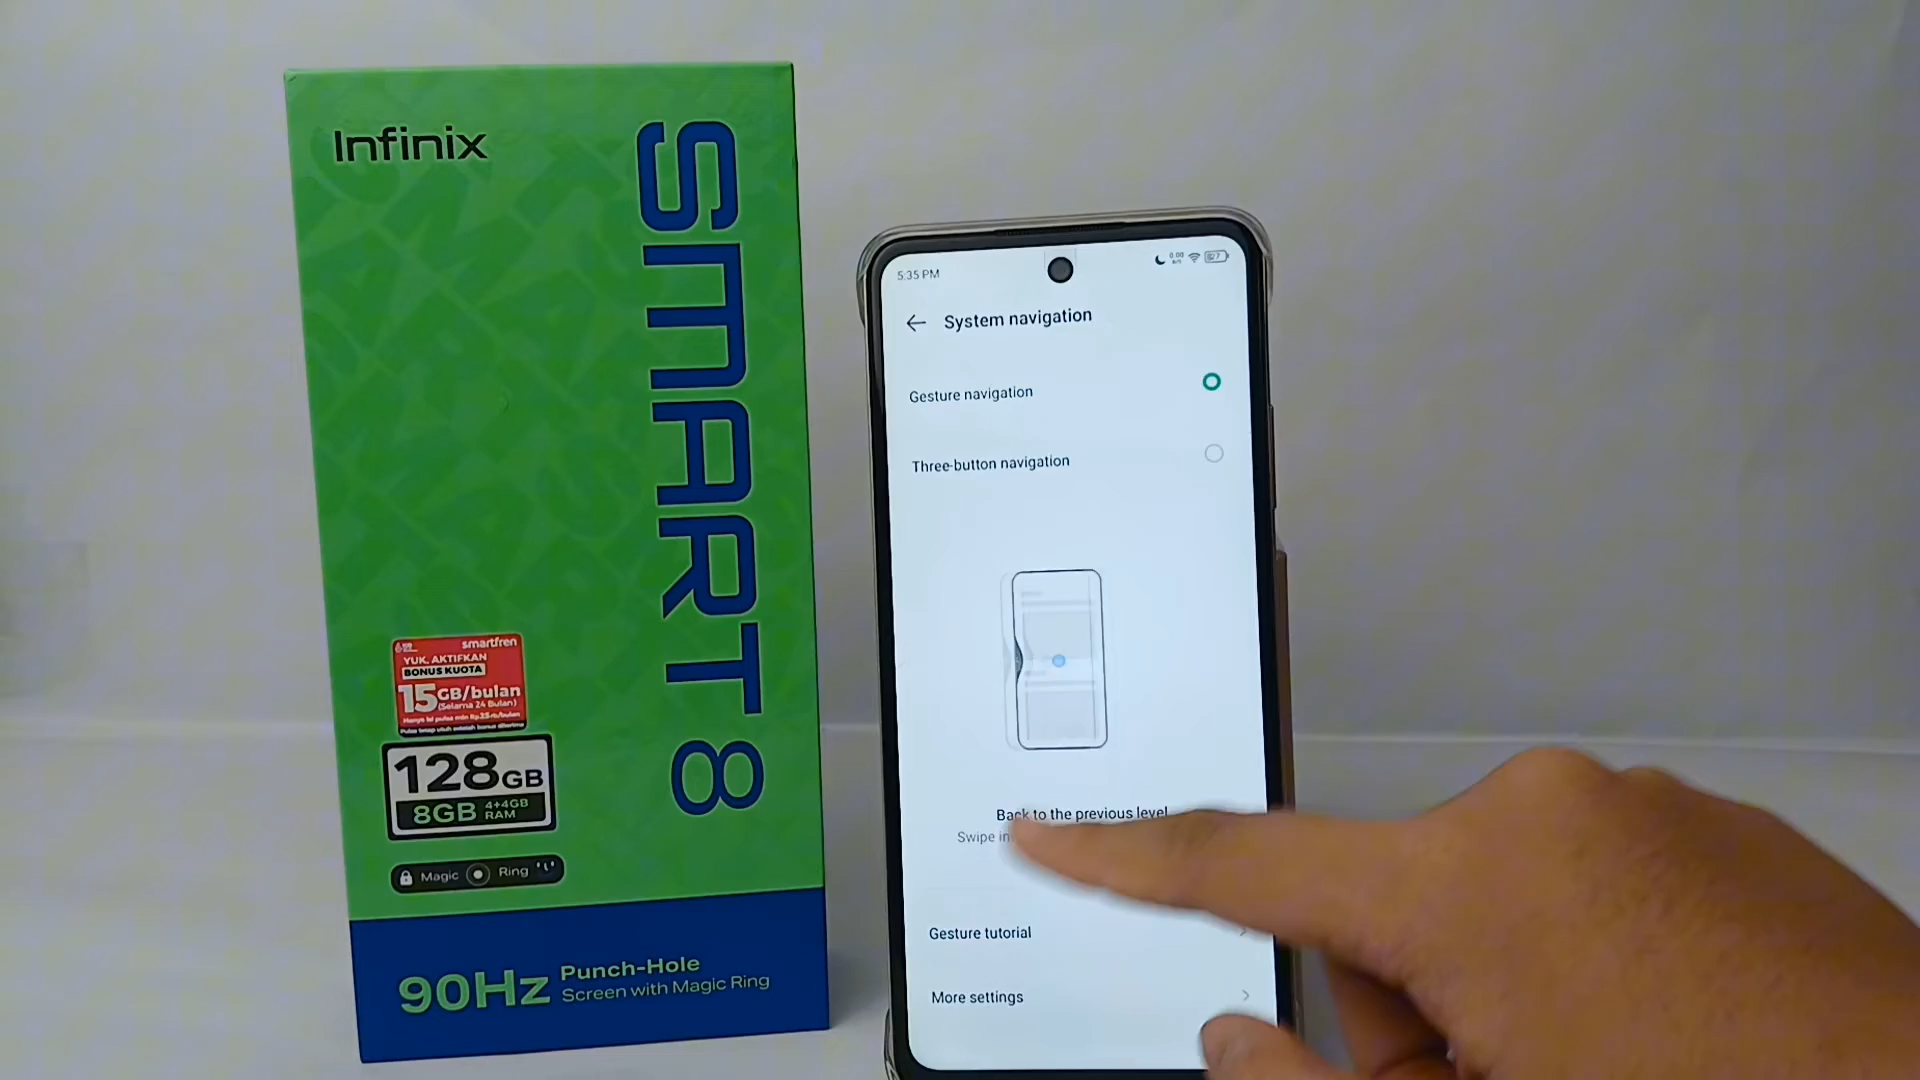 Infinix
SMART 8
smartfren
YUK, AKTIFKAN
BONUS KUOTA
15GB/bulan
(Selama 24 Bulan)
128GB
8GB 4+4GB RAM
Magic Ring
90Hz Punch-Hole
Screen with Magic Ring
5:35 PM
System navigation
Gesture navigation
Three-button navigation
Back to the previous level
Swipe in
Gesture tutorial
More settings